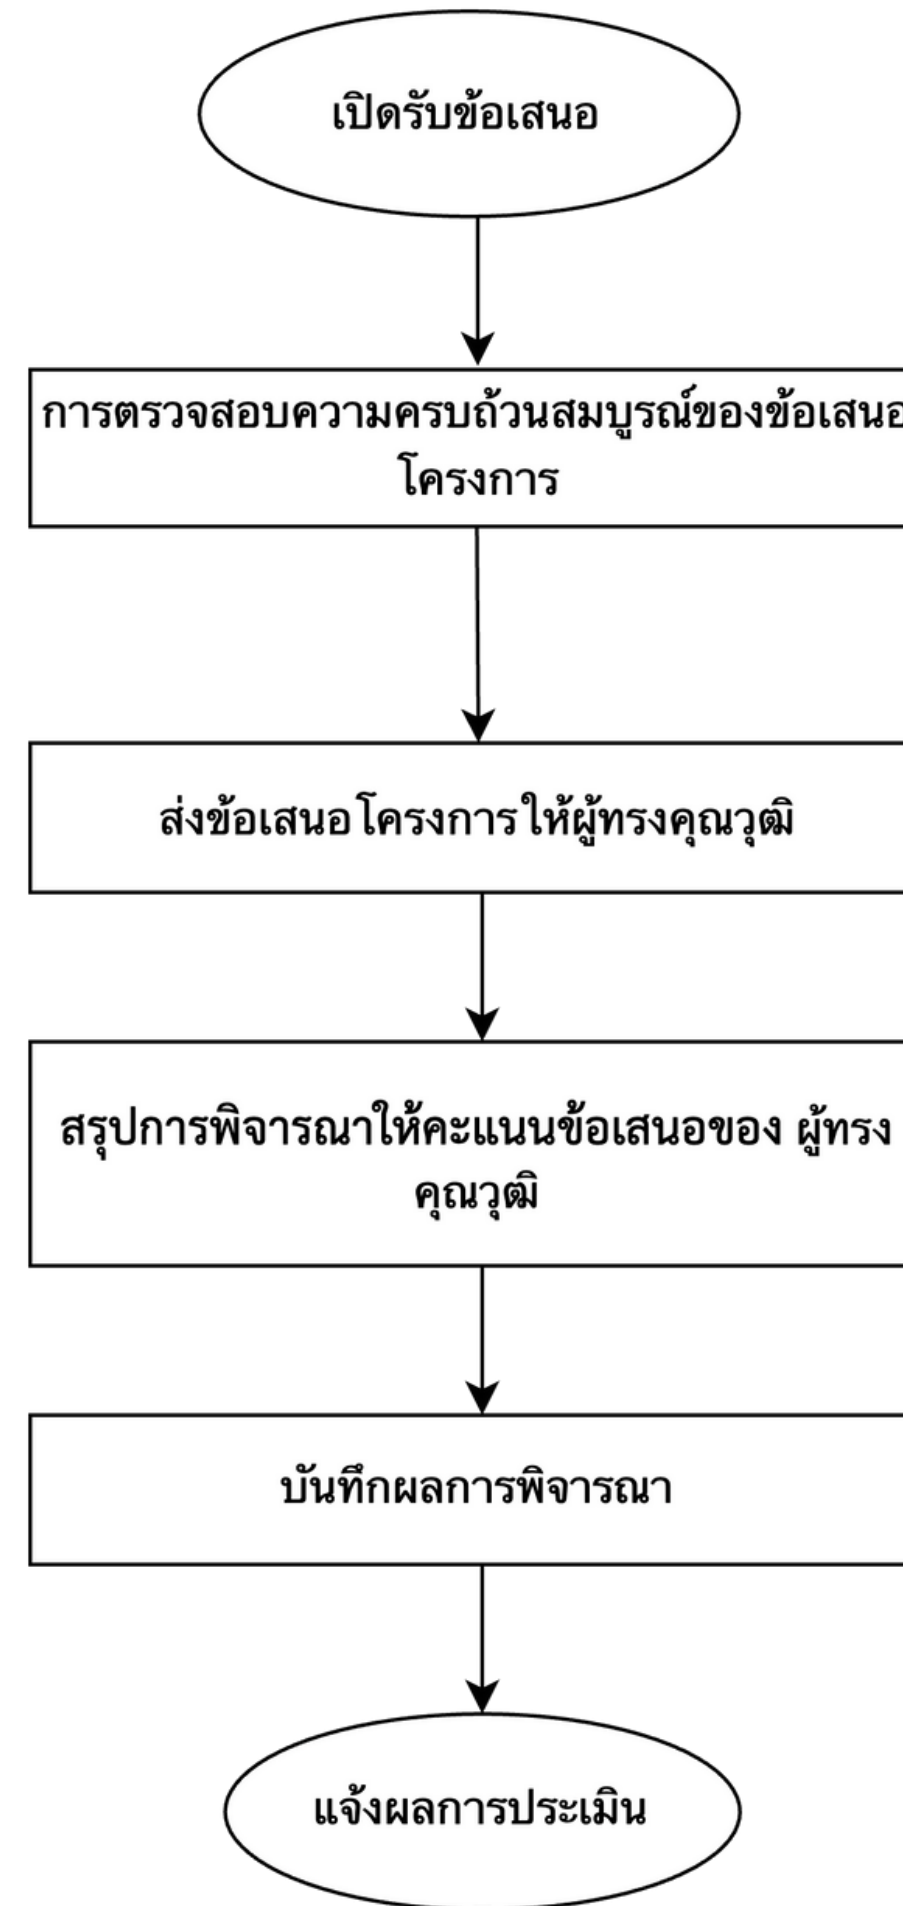 เปิดรับข้อเสนอ
การตรวจสอบความครบถ้วนสมบูรณ์ของข้อเสนอ
โครงการ
ส่งข้อเสนอโครงการให้ผู้ทรงคุณวุฒิ
สรุปการพิจารณาให้คะแนนข้อเสนอของ ผู้ทรง
คุณวุฒิ
บันทึกผลการพิจารณา
แจ้งผลการประเมิน